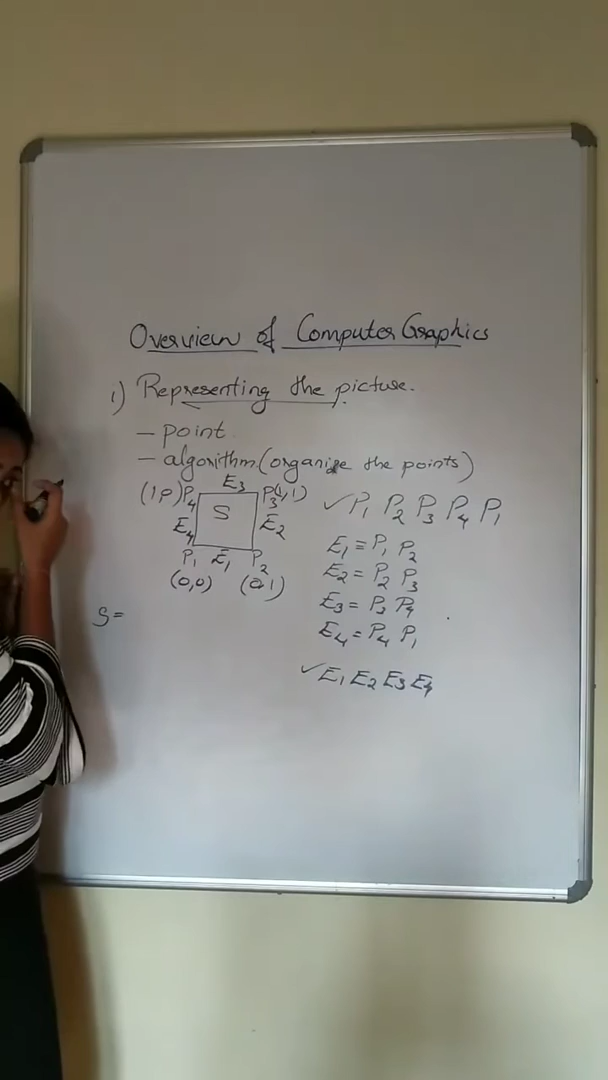 Overview of Computer Graphics
1) Representing the picture.
- point
- algorithm (organise the points)
(1,0) P4 E3 P3 (1,1)
E4 S E2
P1 E1 P2
(0,0) (0,1)
S=
✓ P1 P2 P3 P4 P1
E1 = P1 P2
E2 = P2 P3
E3 = P3 P4
E4 = P4 P1
✓ E1 E2 E3 E4